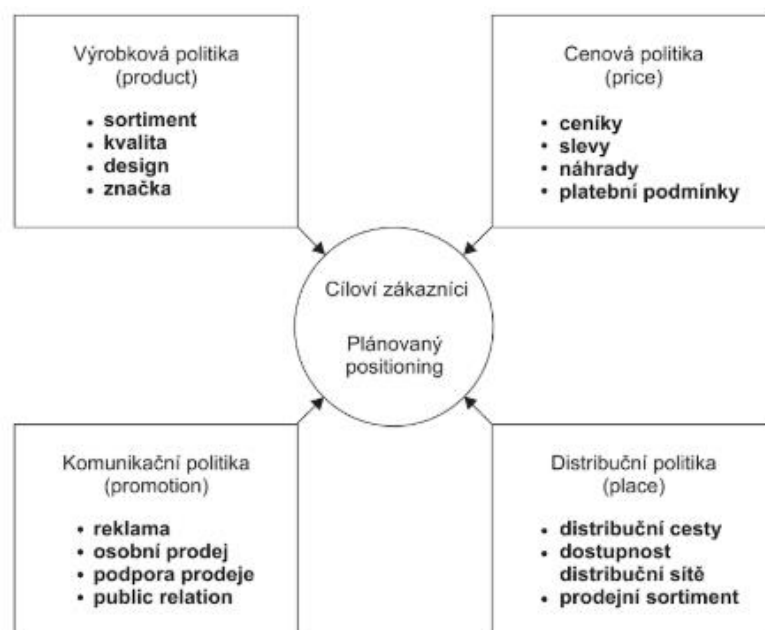 Výrobková politika
(product)
• sortiment
• kvalita
• design
• značka
Cenová politika
(price)
• ceníky
• slevy
• náhrady
• platební podmínky
Cíloví zákazníci
Plánovaný
positioning
Komunikační politika
(promotion)
• reklama
• osobní prodej
• podpora prodeje
• public relation
Distribuční politika
(place)
• distribuční cesty
• dostupnost
distribuční sítě
• prodejní sortiment